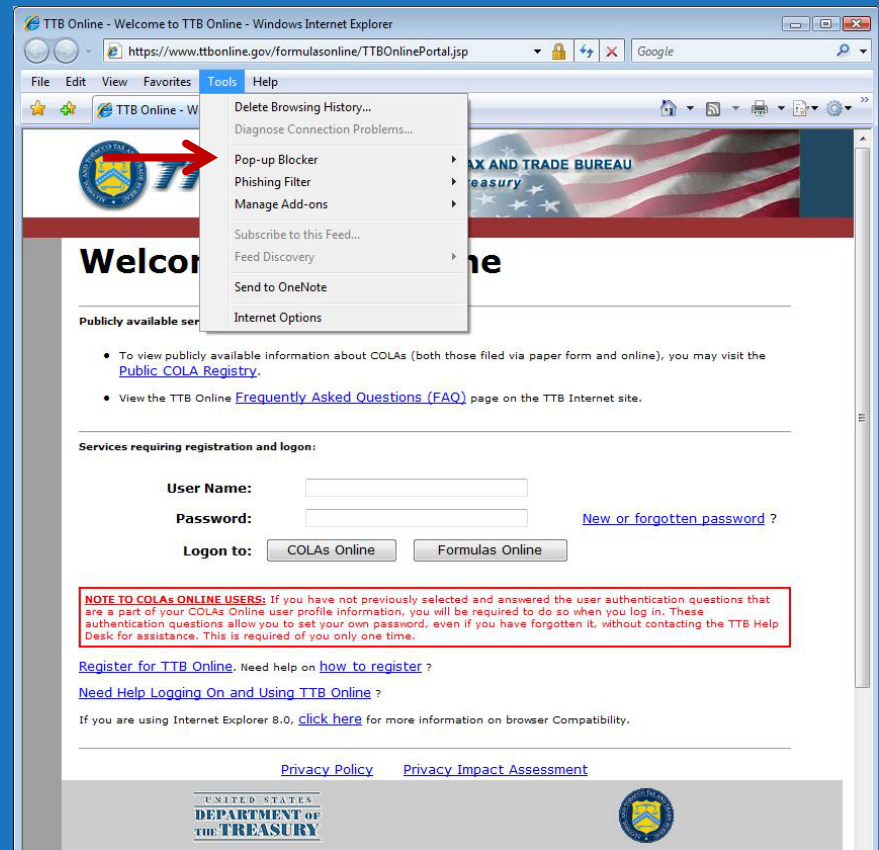 TTB Online - Welcome to TTB Online - Windows Internet Explorer
https://www.ttbonline.gov/formulasonline/TTBOnlinePortal.jsp
Google
File Edit View Favorites Tools Help
TTB Online - W
Delete Browsing History...
Diagnose Connection Problems...
Pop-up Blocker
Phishing Filter
Manage Add-ons
Subscribe to this Feed...
Feed Discovery
Send to OneNote
Internet Options
TT
AX AND TRADE BUREAU
reasury
Welcor
ne
Publicly available ser
• To view publicly available information about COLAs (both those filed via paper form and online), you may visit the
Public COLA Registry.
• View the TTB Online Frequently Asked Questions (FAQ) page on the TTB Internet site.
Services requiring registration and logon:
User Name:
Password:
New or forgotten password ?
Logon to: COLAs Online Formulas Online
NOTE TO COLAs ONLINE USERS: If you have not previously selected and answered the user authentication questions that
are a part of your COLAs Online user profile information, you will be required to do so when you log in. These
authentication questions allow you to set your own password, even if you have forgotten it, without contacting the TTB Help
Desk for assistance. This is required of you only one time.
Register for TTB Online. Need help on how to register ?
Need Help Logging On and Using TTB Online ?
If you are using Internet Explorer 8.0, click here for more information on browser Compatibility.
Privacy Policy Privacy Impact Assessment
UNITED STATES
DEPARTMENT OF
THE TREASURY